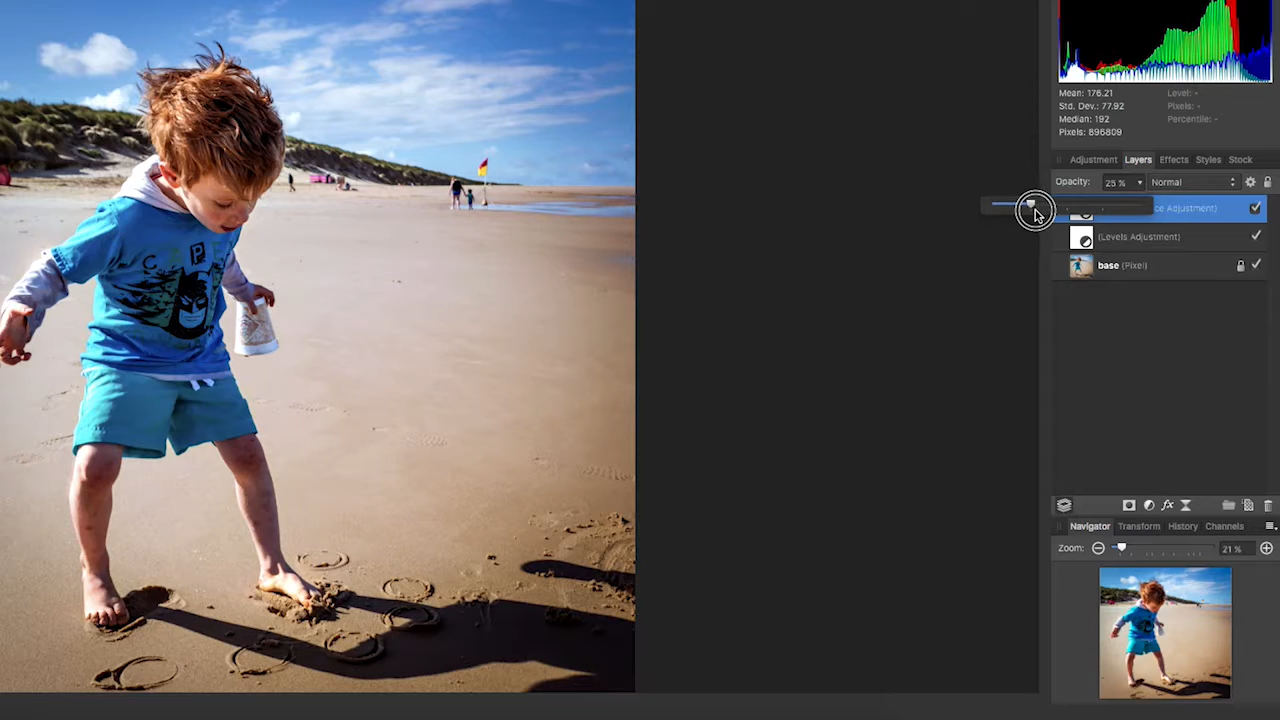 Mean: 176.21
Std. Dev.: 77.92
Median: 192
Pixels: 896809
Level: -
Pixels: -
Percentile: -
Adjustment Layers Effects Styles Stock
Opacity: 25 % Normal
ce Adjustment)
(Levels Adjustment)
base (Pixel)
fx
Navigator Transform History Channels
Zoom: 21 %